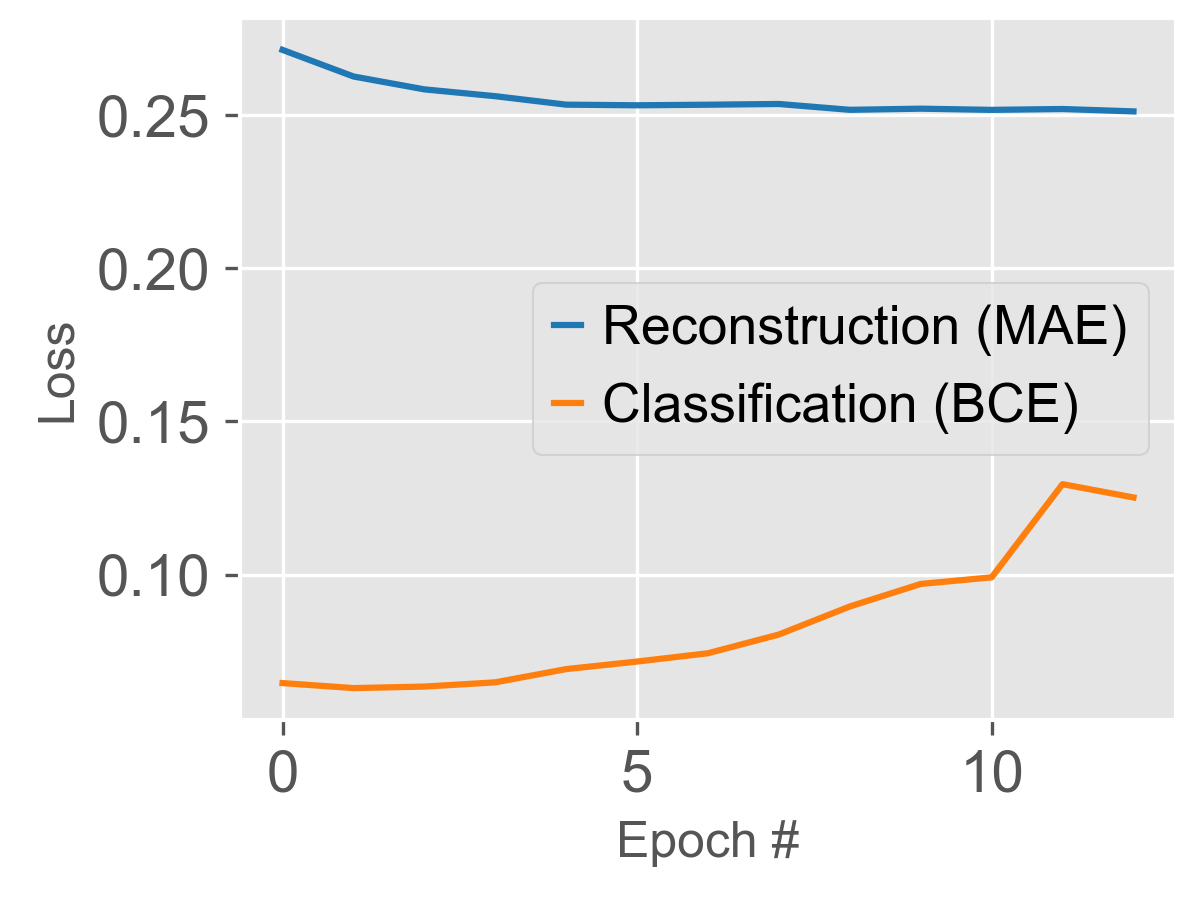 0.25
0.20
0.15
0.10
Loss
Reconstruction (MAE)
Classification (BCE)
0 5 10
Epoch #